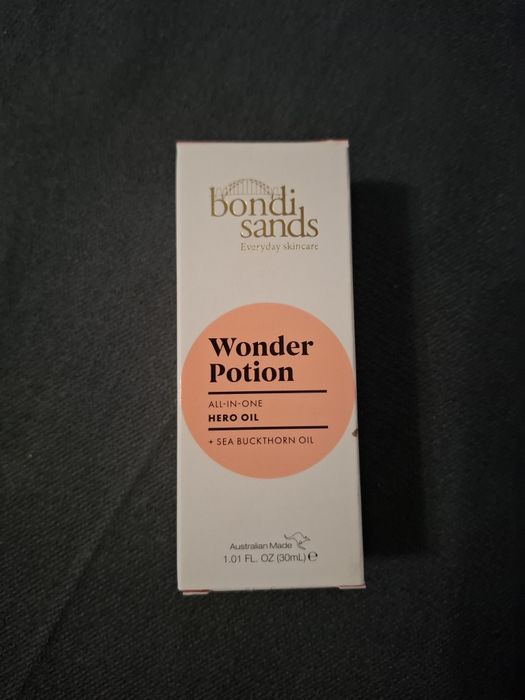 bondi
sands
Everyday skincare
Wonder
Potion
ALL-IN-ONE
HERO OIL
+ SEA BUCKTHORN OIL
Australian Made
1.01 FL. OZ (30mL) ℮